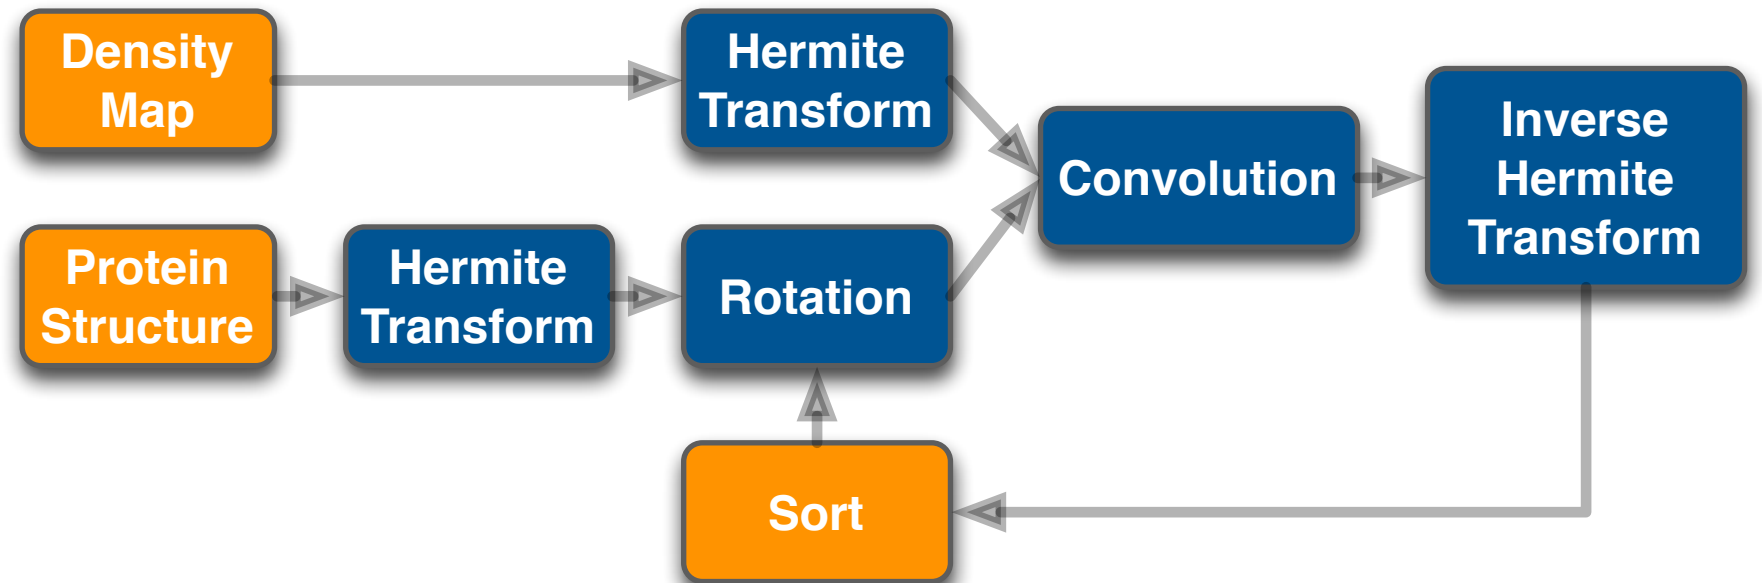 Density
Map
Hermite
Transform
Convolution
Inverse
Hermite
Transform
Protein
Structure
Hermite
Transform
Rotation
Sort